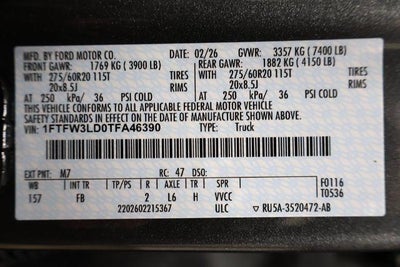 MFD. BY FORD MOTOR CO. 02/26 GVWR: 3357 KG (7400 LB)
FRONT GAWR: 1769 KG (3900 LB) REAR GAWR: 1882 KG (4150 LB)
WITH 275/60R20 115T TIRES WITH 275/60R20 115T TIRES
20x8.5J RIMS 20x8.5J RIMS
AT 250 kPa/ 36 PSI COLD AT 250 kPa/ 36 PSI COLD
THIS VEHICLE CONFORMS TO ALL APPLICABLE FEDERAL MOTOR VEHICLE
SAFETY STANDARDS IN EFFECT ON THE DATE OF MANUFACTURE SHOWN ABOVE.
VIN: 1FTFW3LD0TFA46390 TYPE: Truck
EXT PNT: M7 RC: 47 DSO: F0116
WB INT TR TP/PS R AXLE TR VVCC T0536
157 FB 2 L6 H ULC
2202602215367 ▽ RU5A-3520472-AB